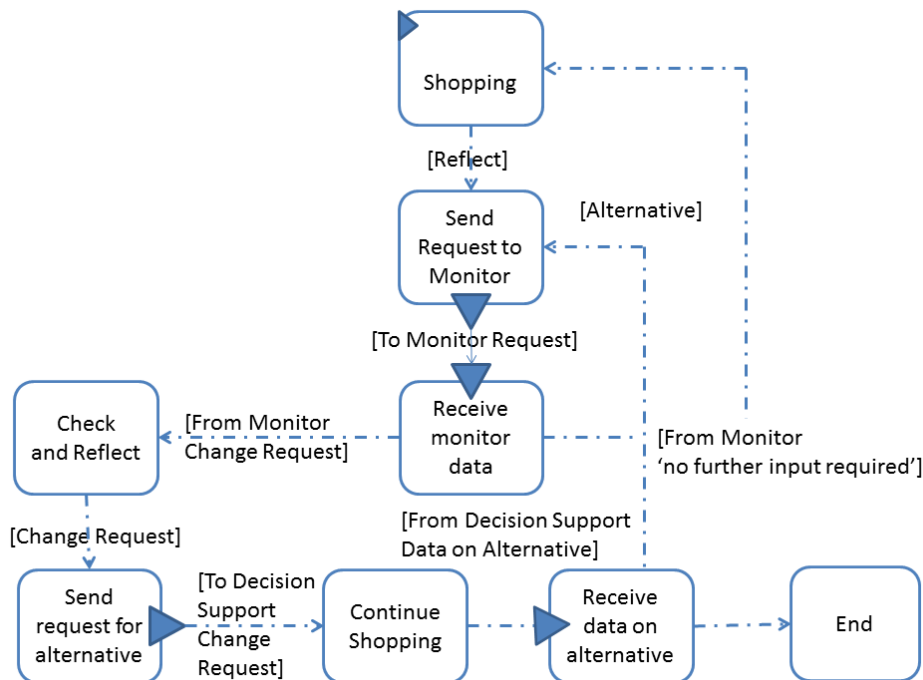 Shopping
[Reflect]
Send
Request to
Monitor
[Alternative]
[To Monitor Request]
Receive
monitor
data
[From Monitor
Change Request]
Check
and Reflect
[From Monitor
‘no further input required’]
[Change Request]
[From Decision Support
Data on Alternative]
Send
request for
alternative
[To Decision
Support
Change
Request]
Continue
Shopping
Receive
data on
alternative
End